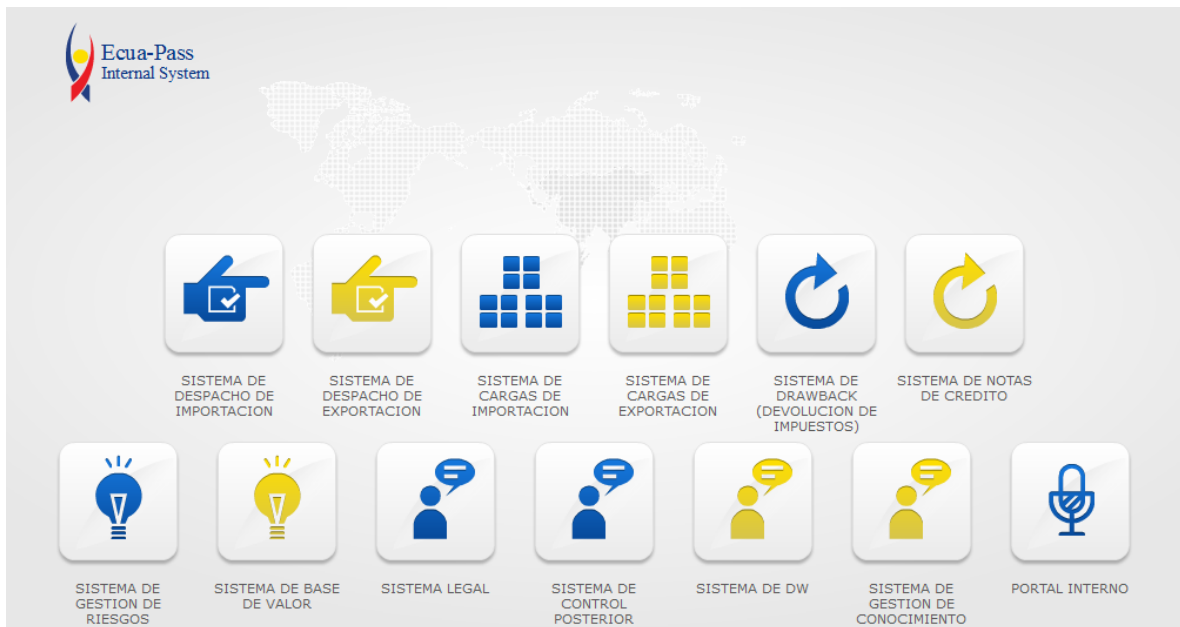 Ecua-Pass
Internal System
SISTEMA DE
DESPACHO DE
IMPORTACION
SISTEMA DE
DESPACHO DE
EXPORTACION
SISTEMA DE
CARGAS DE
IMPORTACION
SISTEMA DE
CARGAS DE
EXPORTACION
SISTEMA DE
DRAWBACK
(DEVOLUCION DE
IMPUESTOS)
SISTEMA DE NOTAS
DE CREDITO
SISTEMA DE
GESTION DE
RIESGOS
SISTEMA DE BASE
DE VALOR
SISTEMA LEGAL
SISTEMA DE
CONTROL
POSTERIOR
SISTEMA DE DW
SISTEMA DE
GESTION DE
CONOCIMIENTO
PORTAL INTERNO